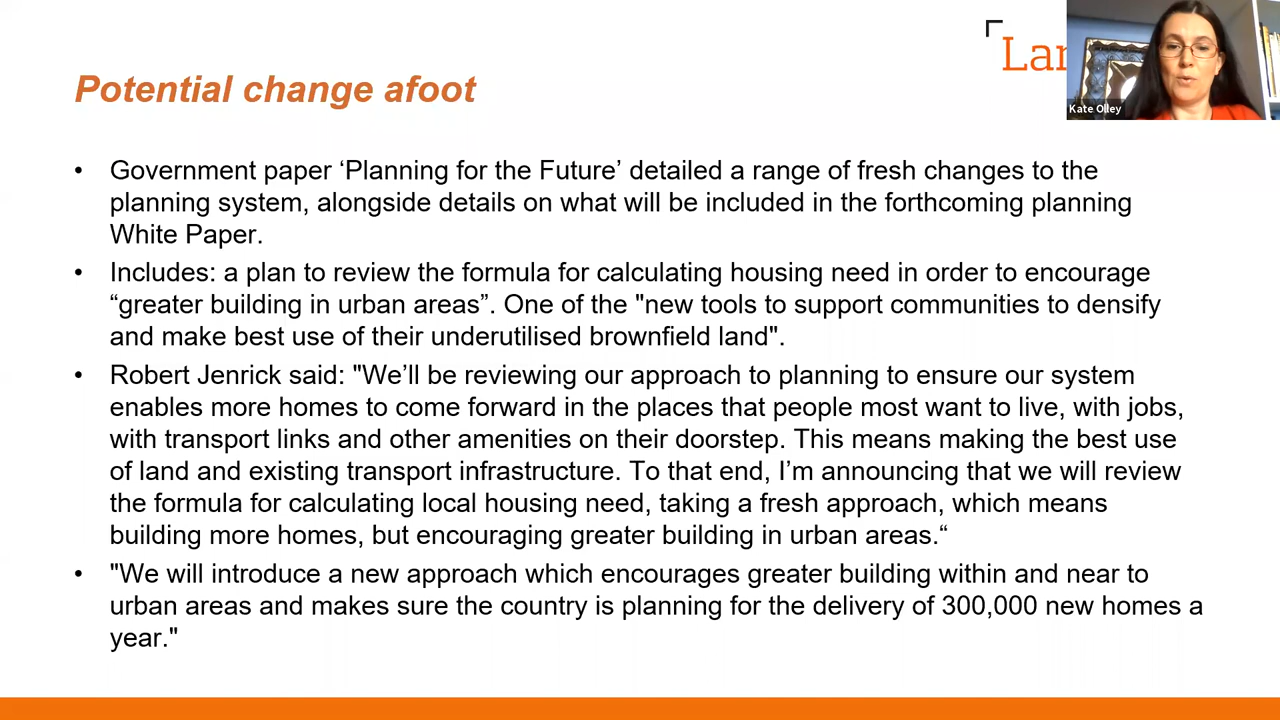 Potential change afoot
Lan
Kate Olley
• Government paper ‘Planning for the Future’ detailed a range of fresh changes to the
planning system, alongside details on what will be included in the forthcoming planning
White Paper.
• Includes: a plan to review the formula for calculating housing need in order to encourage
“greater building in urban areas”. One of the "new tools to support communities to densify
and make best use of their underutilised brownfield land".
• Robert Jenrick said: "We’ll be reviewing our approach to planning to ensure our system
enables more homes to come forward in the places that people most want to live, with jobs,
with transport links and other amenities on their doorstep. This means making the best use
of land and existing transport infrastructure. To that end, I’m announcing that we will review
the formula for calculating local housing need, taking a fresh approach, which means
building more homes, but encouraging greater building in urban areas.“
• "We will introduce a new approach which encourages greater building within and near to
urban areas and makes sure the country is planning for the delivery of 300,000 new homes a
year."